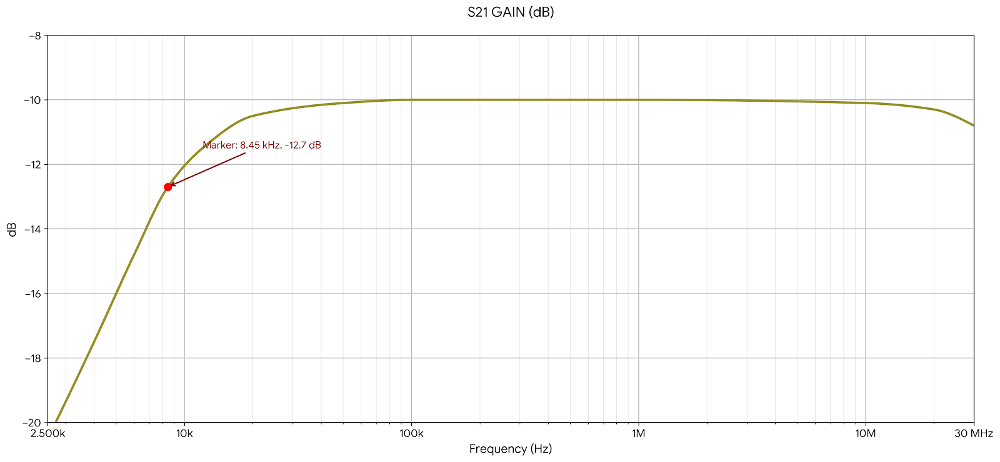 S21 GAIN (dB)
−8
−10
−12
−14
−16
−18
−20
dB
Marker: 8.45 kHz, -12.7 dB
2.500k 10k 100k 1M 10M 30 MHz
Frequency (Hz)